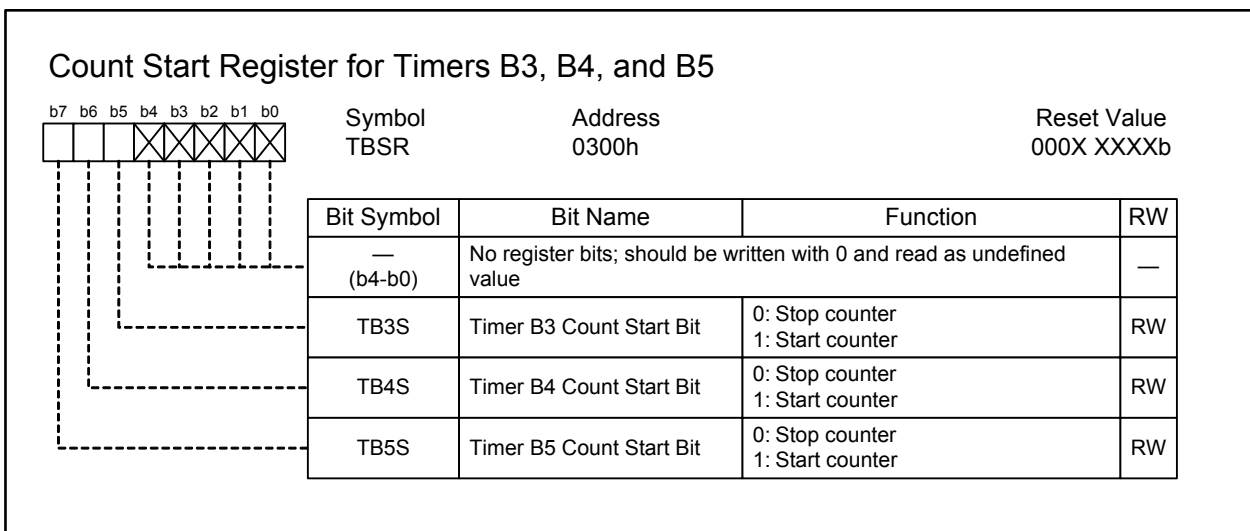 Count Start Register for Timers B3, B4, and B5
b7 b6 b5 b4 b3 b2 b1 b0
Symbol Address Reset Value
TBSR 0300h 000X XXXXb
Bit Symbol Bit Name Function RW
—
(b4-b0)
No register bits; should be written with 0 and read as undefined
value
—
TB3S Timer B3 Count Start Bit
0: Stop counter
1: Start counter
RW
TB4S Timer B4 Count Start Bit
0: Stop counter
1: Start counter
RW
TB5S Timer B5 Count Start Bit
0: Stop counter
1: Start counter
RW